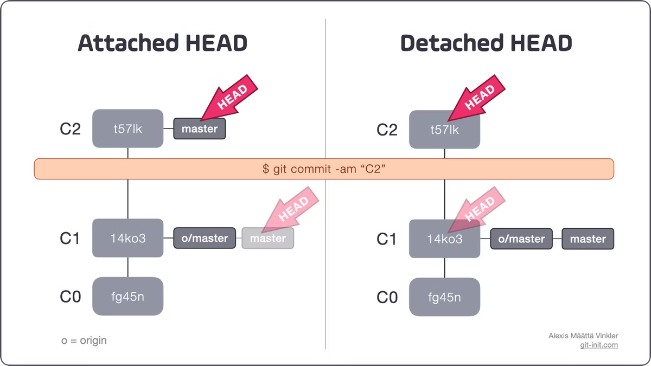 Attached HEAD
Detached HEAD
HEAD
C2 t57lk master
HEAD
C2 t57lk
$ git commit -am “C2”
HEAD
C1 14ko3 o/master master
HEAD
C1 14ko3 o/master master
C0 fg45n
C0 fg45n
o = origin
Alexis Määttä Vinkler
git-init.com